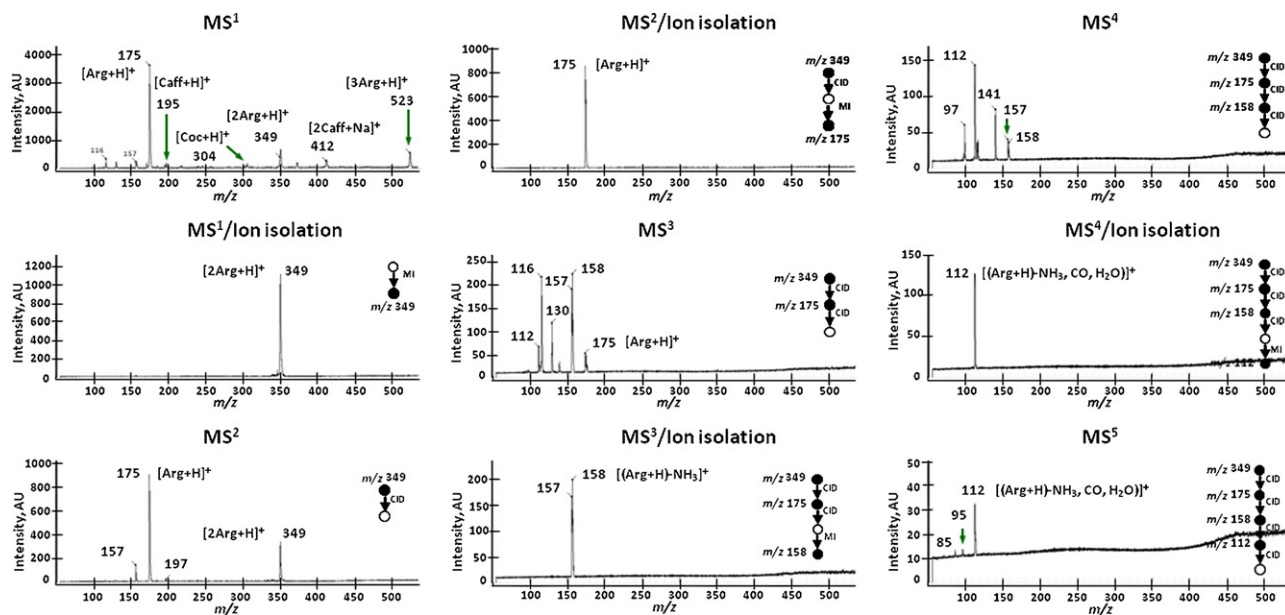 MS¹
Intensity, AU
4000
3000
2000
1000
0
175
[Arg+H]⁺
[Caff+H]⁺
195
[Coc+H]⁺
304
[2Arg+H]⁺
349
[2Caff+Na]⁺
412
[3Arg+H]⁺
523
116
157
100 150 200 250 300 350 400 450 500
m/z
MS²/Ion isolation
Intensity, AU
1000
800
600
400
200
0
175 [Arg+H]⁺
m/z 349
CID
MI
m/z 175
100 150 200 250 300 350 400 450 500
m/z
MS⁴
Intensity, AU
150
100
50
0
97
112
141
157
158
m/z 349
CID
m/z 175
CID
m/z 158
CID
100 150 200 250 300 350 400 450 500
m/z
MS¹/Ion isolation
Intensity, AU
1200
1000
800
600
400
200
0
[2Arg+H]⁺ 349
MI
m/z 349
100 150 200 250 300 350 400 450 500
m/z
MS³
Intensity, AU
250
200
150
100
50
0
116
158
157
130
112
175 [Arg+H]⁺
m/z 349
CID
m/z 175
CID
100 150 200 250 300 350 400 450 500
m/z
MS⁴/Ion isolation
Intensity, AU
150
100
50
0
112 [(Arg+H)-NH₃, CO, H₂O)]⁺
m/z 349
CID
m/z 175
CID
m/z 158
CID
MI
m/z 112
100 150 200 250 300 350 400 450 500
m/z
MS²
Intensity, AU
1000
800
600
400
200
0
175 [Arg+H]⁺
157
197
[2Arg+H]⁺
349
m/z 349
CID
100 150 200 250 300 350 400 450 500
m/z
MS³/Ion isolation
Intensity, AU
200
150
100
50
0
158 [(Arg+H)-NH₃]⁺
157
m/z 349
CID
m/z 175
CID
MI
m/z 158
100 150 200 250 300 350 400 450 500
m/z
MS⁵
Intensity, AU
50
40
30
20
10
0
112 [(Arg+H)-NH₃, CO, H₂O)]⁺
95
85
m/z 349
CID
m/z 175
CID
m/z 158
CID
m/z 112
CID
100 150 200 250 300 350 400 450 500
m/z